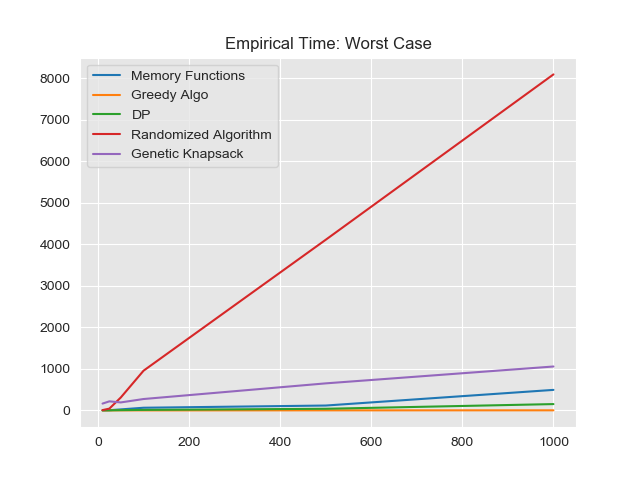 Empirical Time: Worst Case
Memory Functions
Greedy Algo
DP
Randomized Algorithm
Genetic Knapsack
8000
7000
6000
5000
4000
3000
2000
1000
0
0 200 400 600 800 1000